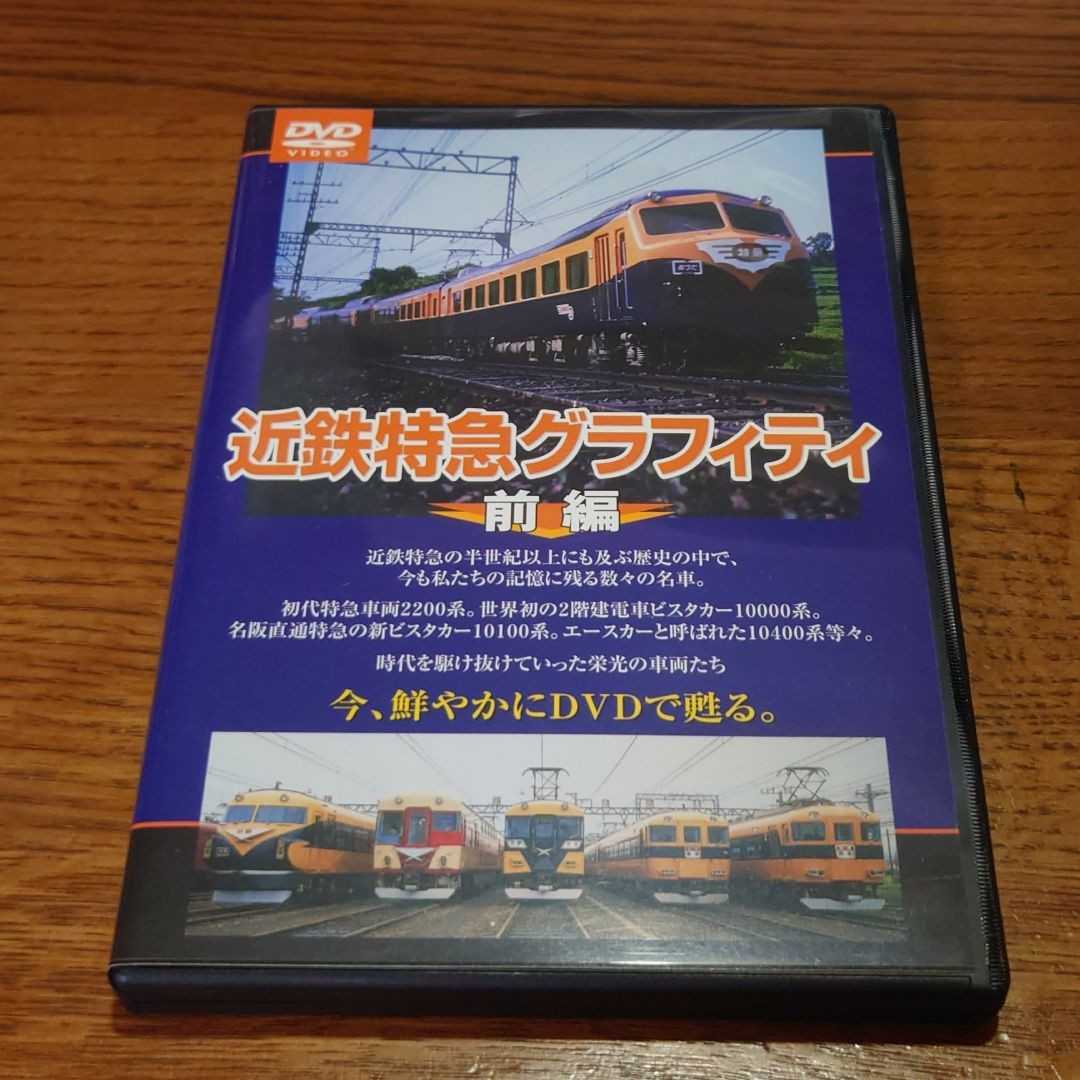 DVD
VIDEO
特急
近鉄特急グラフィティ
前編
近鉄特急の半世紀以上にも及ぶ歴史の中で、
今も私たちの記憶に残る数々の名車。
初代特急車両2200系。世界初の2階建電車ビスタカー10000系。
名阪直通特急の新ビスタカー10100系。エースカーと呼ばれた10400系等々。
時代を駆け抜けていった栄光の車両たち
今、鮮やかにDVDで甦る。